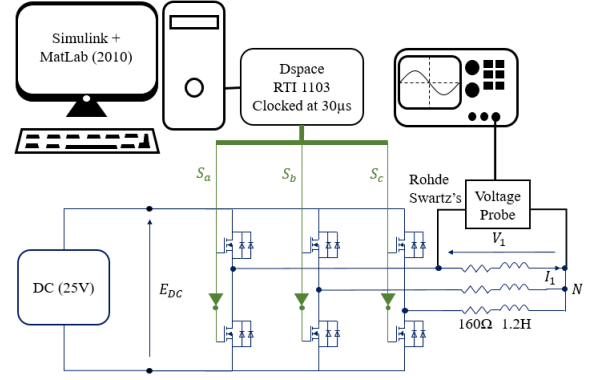 Simulink +
MatLab (2010)
Dspace
RTI 1103
Clocked at 30μs
S_a
S_b
S_c
Rohde
Swartz's
Voltage
Probe
V_1
I_1
N
DC (25V)
E_DC
160Ω 1.2H